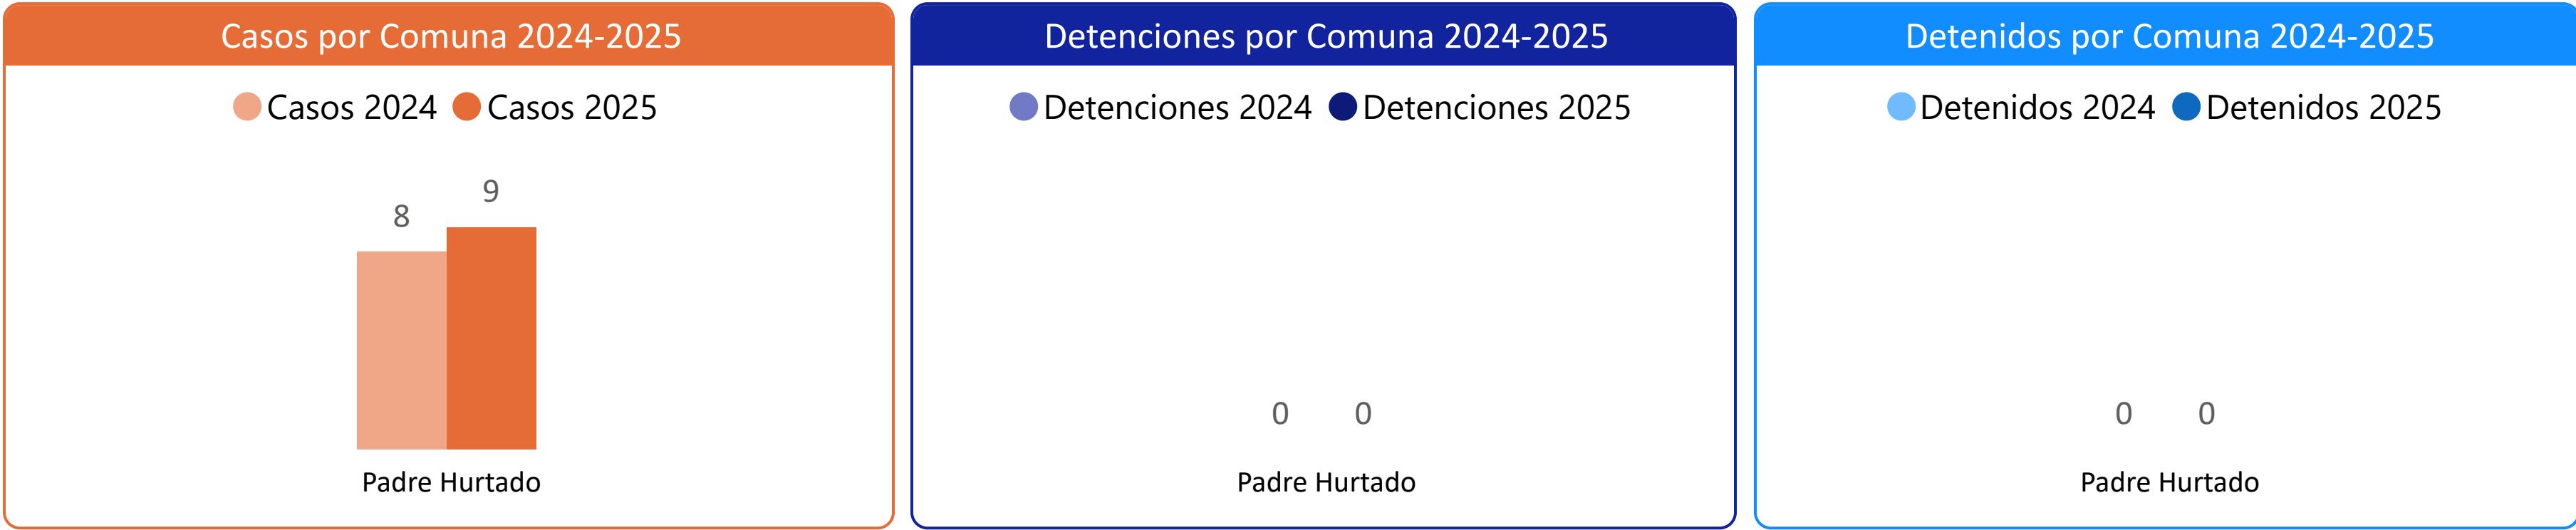 Casos por Comuna 2024-2025
Casos 2024 Casos 2025
8
9
Padre Hurtado
Detenciones por Comuna 2024-2025
Detenciones 2024 Detenciones 2025
0 0
Padre Hurtado
Detenidos por Comuna 2024-2025
Detenidos 2024 Detenidos 2025
0 0
Padre Hurtado